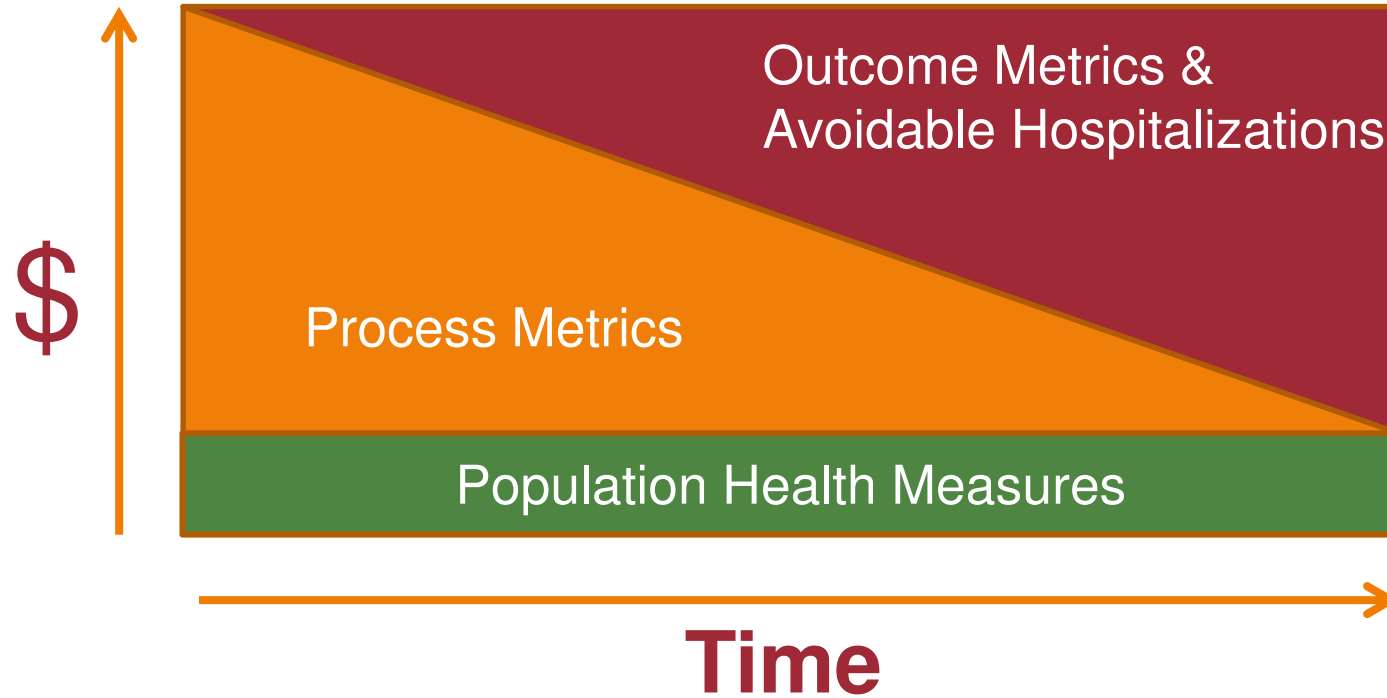 Outcome Metrics &
Avoidable Hospitalizations
$
Process Metrics
Population Health Measures
Time